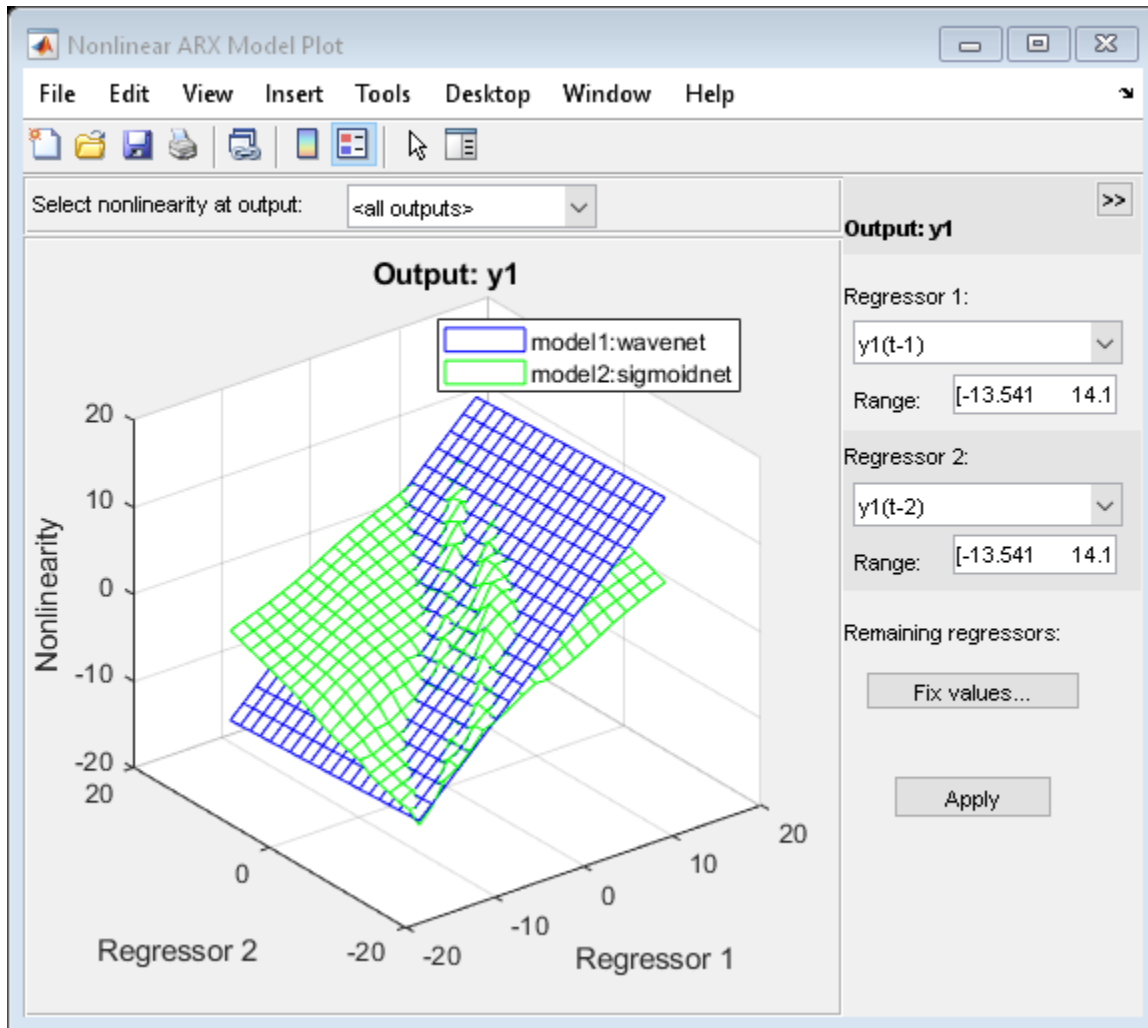 Nonlinear ARX Model Plot
File Edit View Insert Tools Desktop Window Help
Select nonlinearity at output: <all outputs>
>>
Output: y1
Regressor 1:
y1(t-1)
Range: [-13.541 14.1
Regressor 2:
y1(t-2)
Range: [-13.541 14.1
Remaining regressors:
Fix values...
Apply
Output: y1
model1:wavenet
model2:sigmoidnet
Nonlinearity
20
10
0
-10
-20
20
0
-20
Regressor 2
-20
-10
0
10
20
Regressor 1